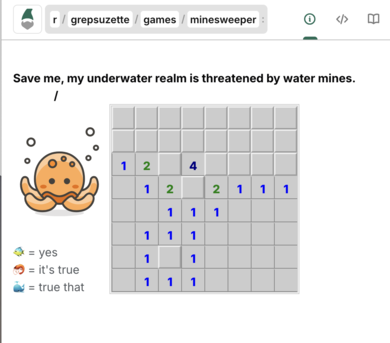 r / grepsuzette / games / minesweeper :
Save me, my underwater realm is threatened by water mines.
/
1 2 4
1 2 2 1 1 1
1 1 1
1 1 1
1 1
1 1 1
🐠 = yes
🦐 = it's true
🐳 = true that